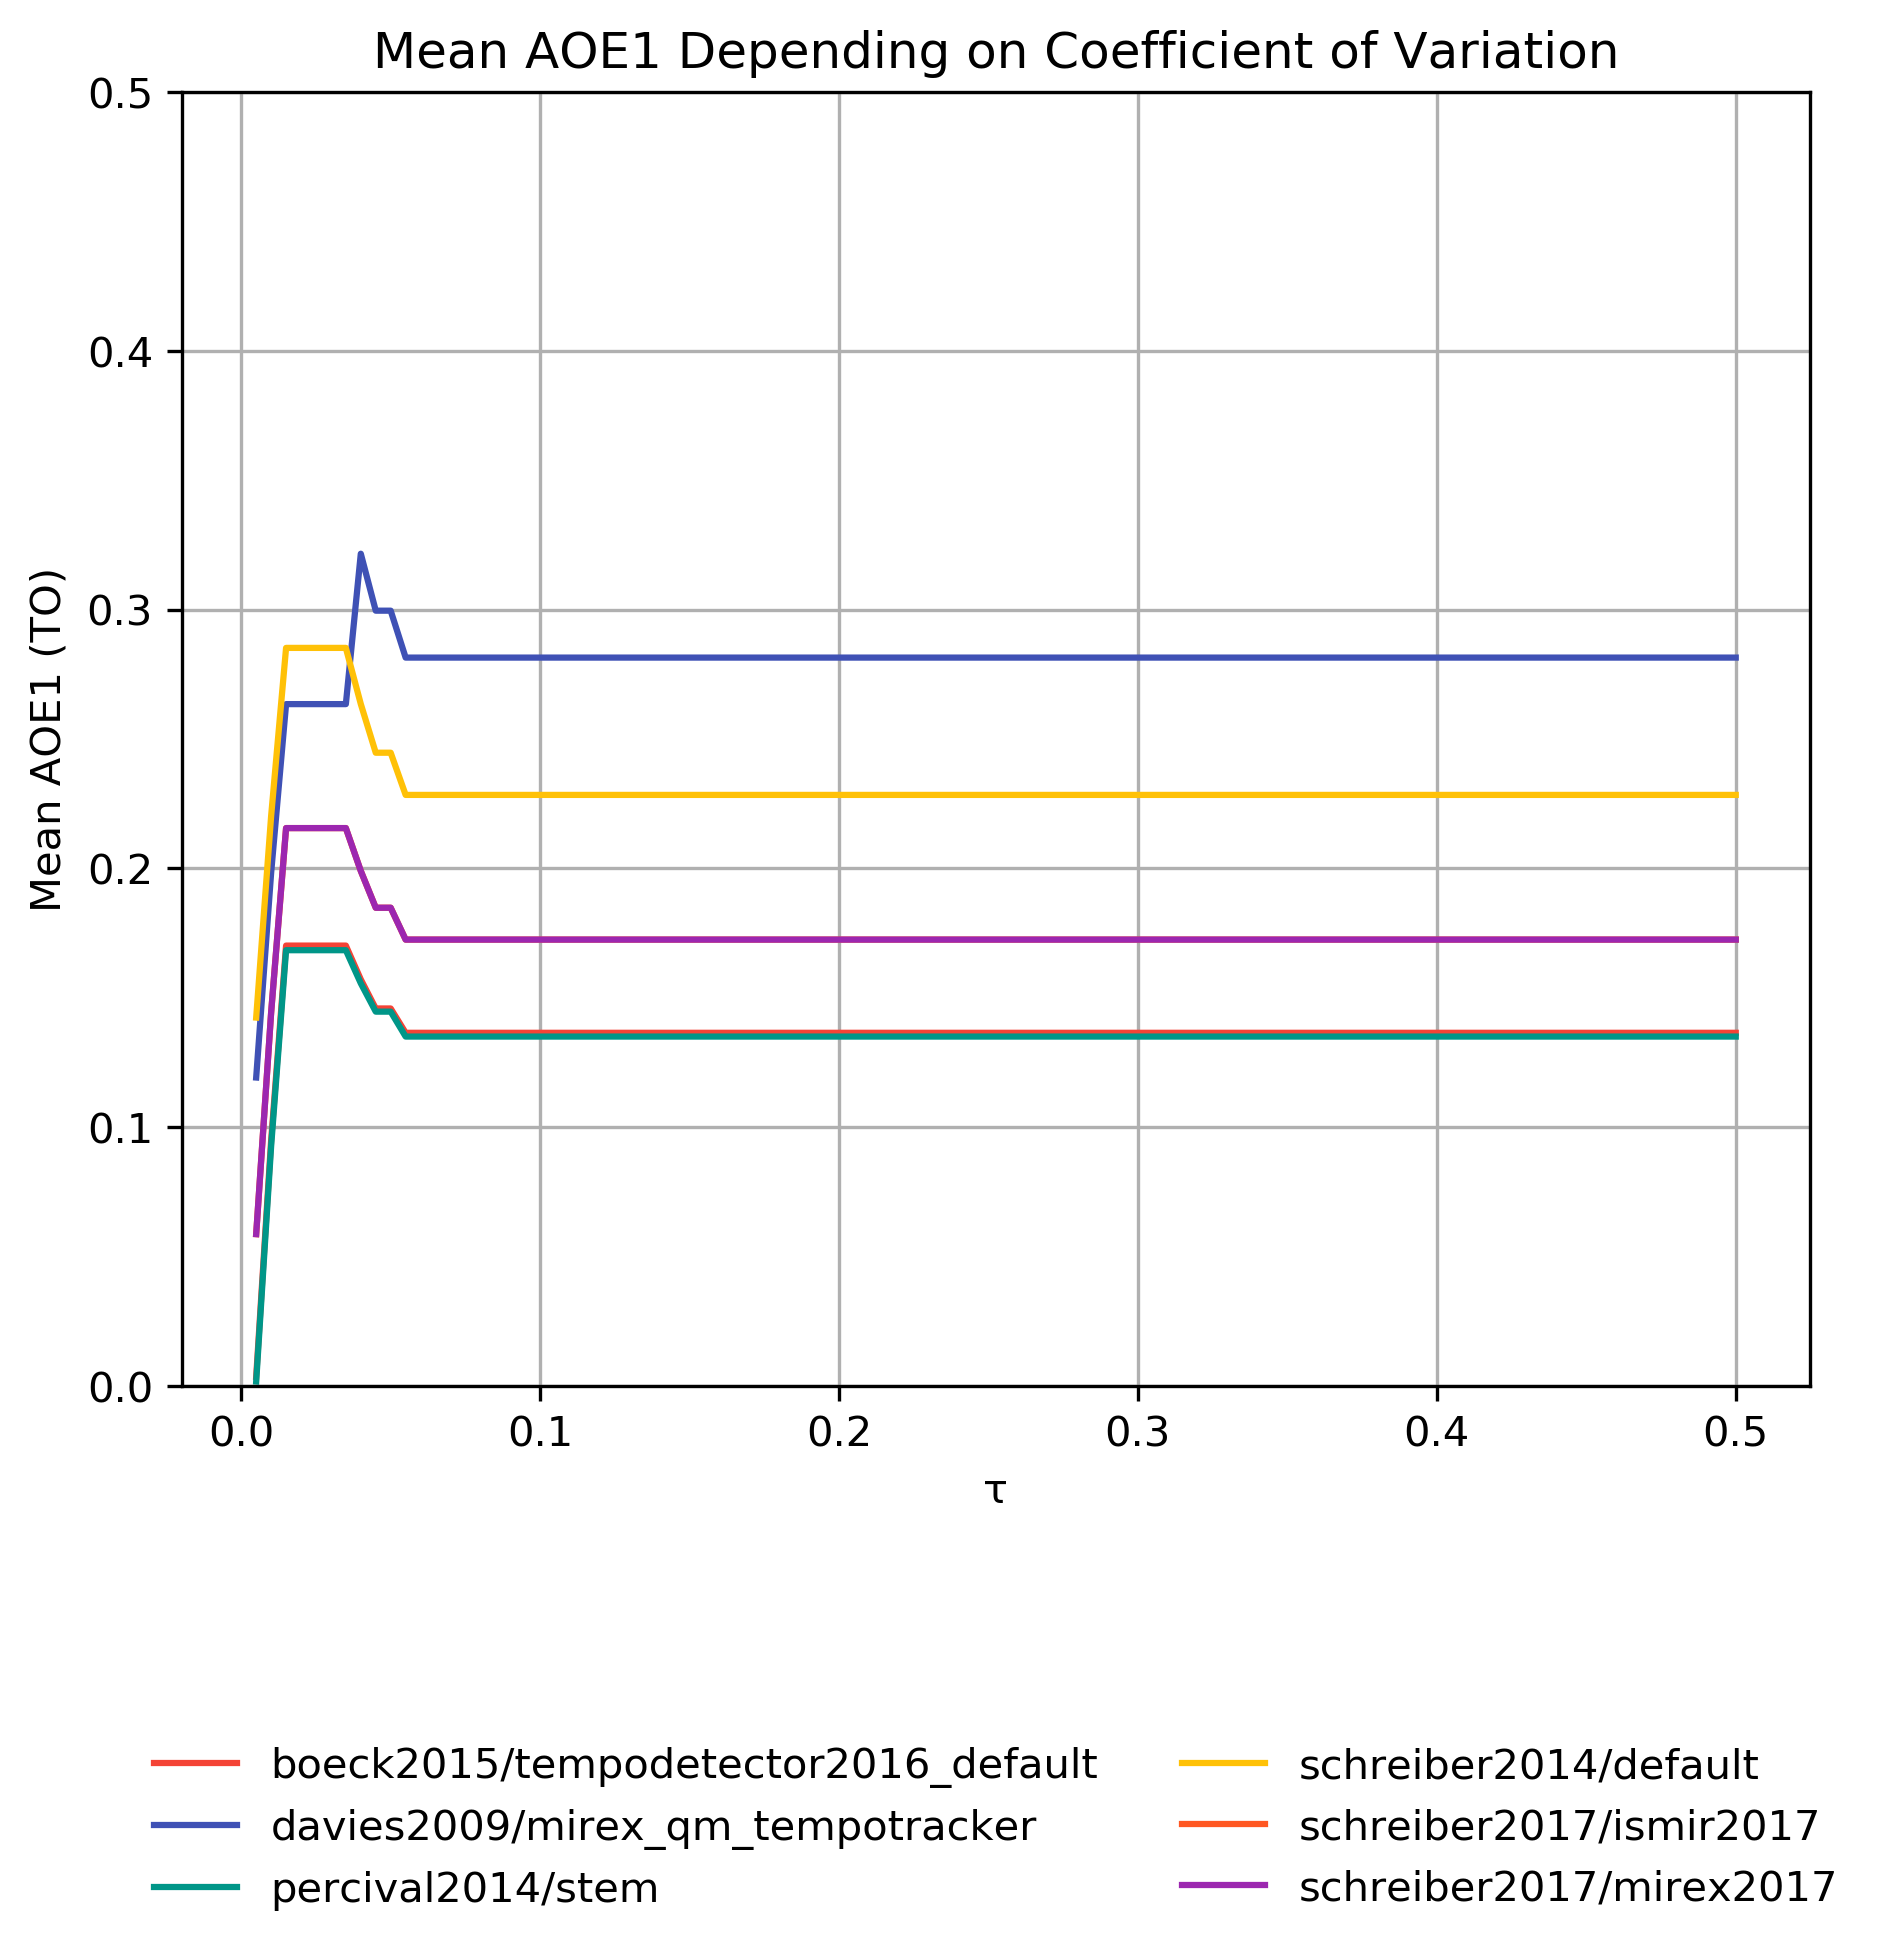 Mean AOE1 Depending on Coefficient of Variation
0.5
0.4
0.3
0.2
0.1
0.0
Mean AOE1 (TO)
0.0 0.1 0.2 0.3 0.4 0.5
τ
boeck2015/tempodetector2016_default
davies2009/mirex_qm_tempotracker
percival2014/stem
schreiber2014/default
schreiber2017/ismir2017
schreiber2017/mirex2017